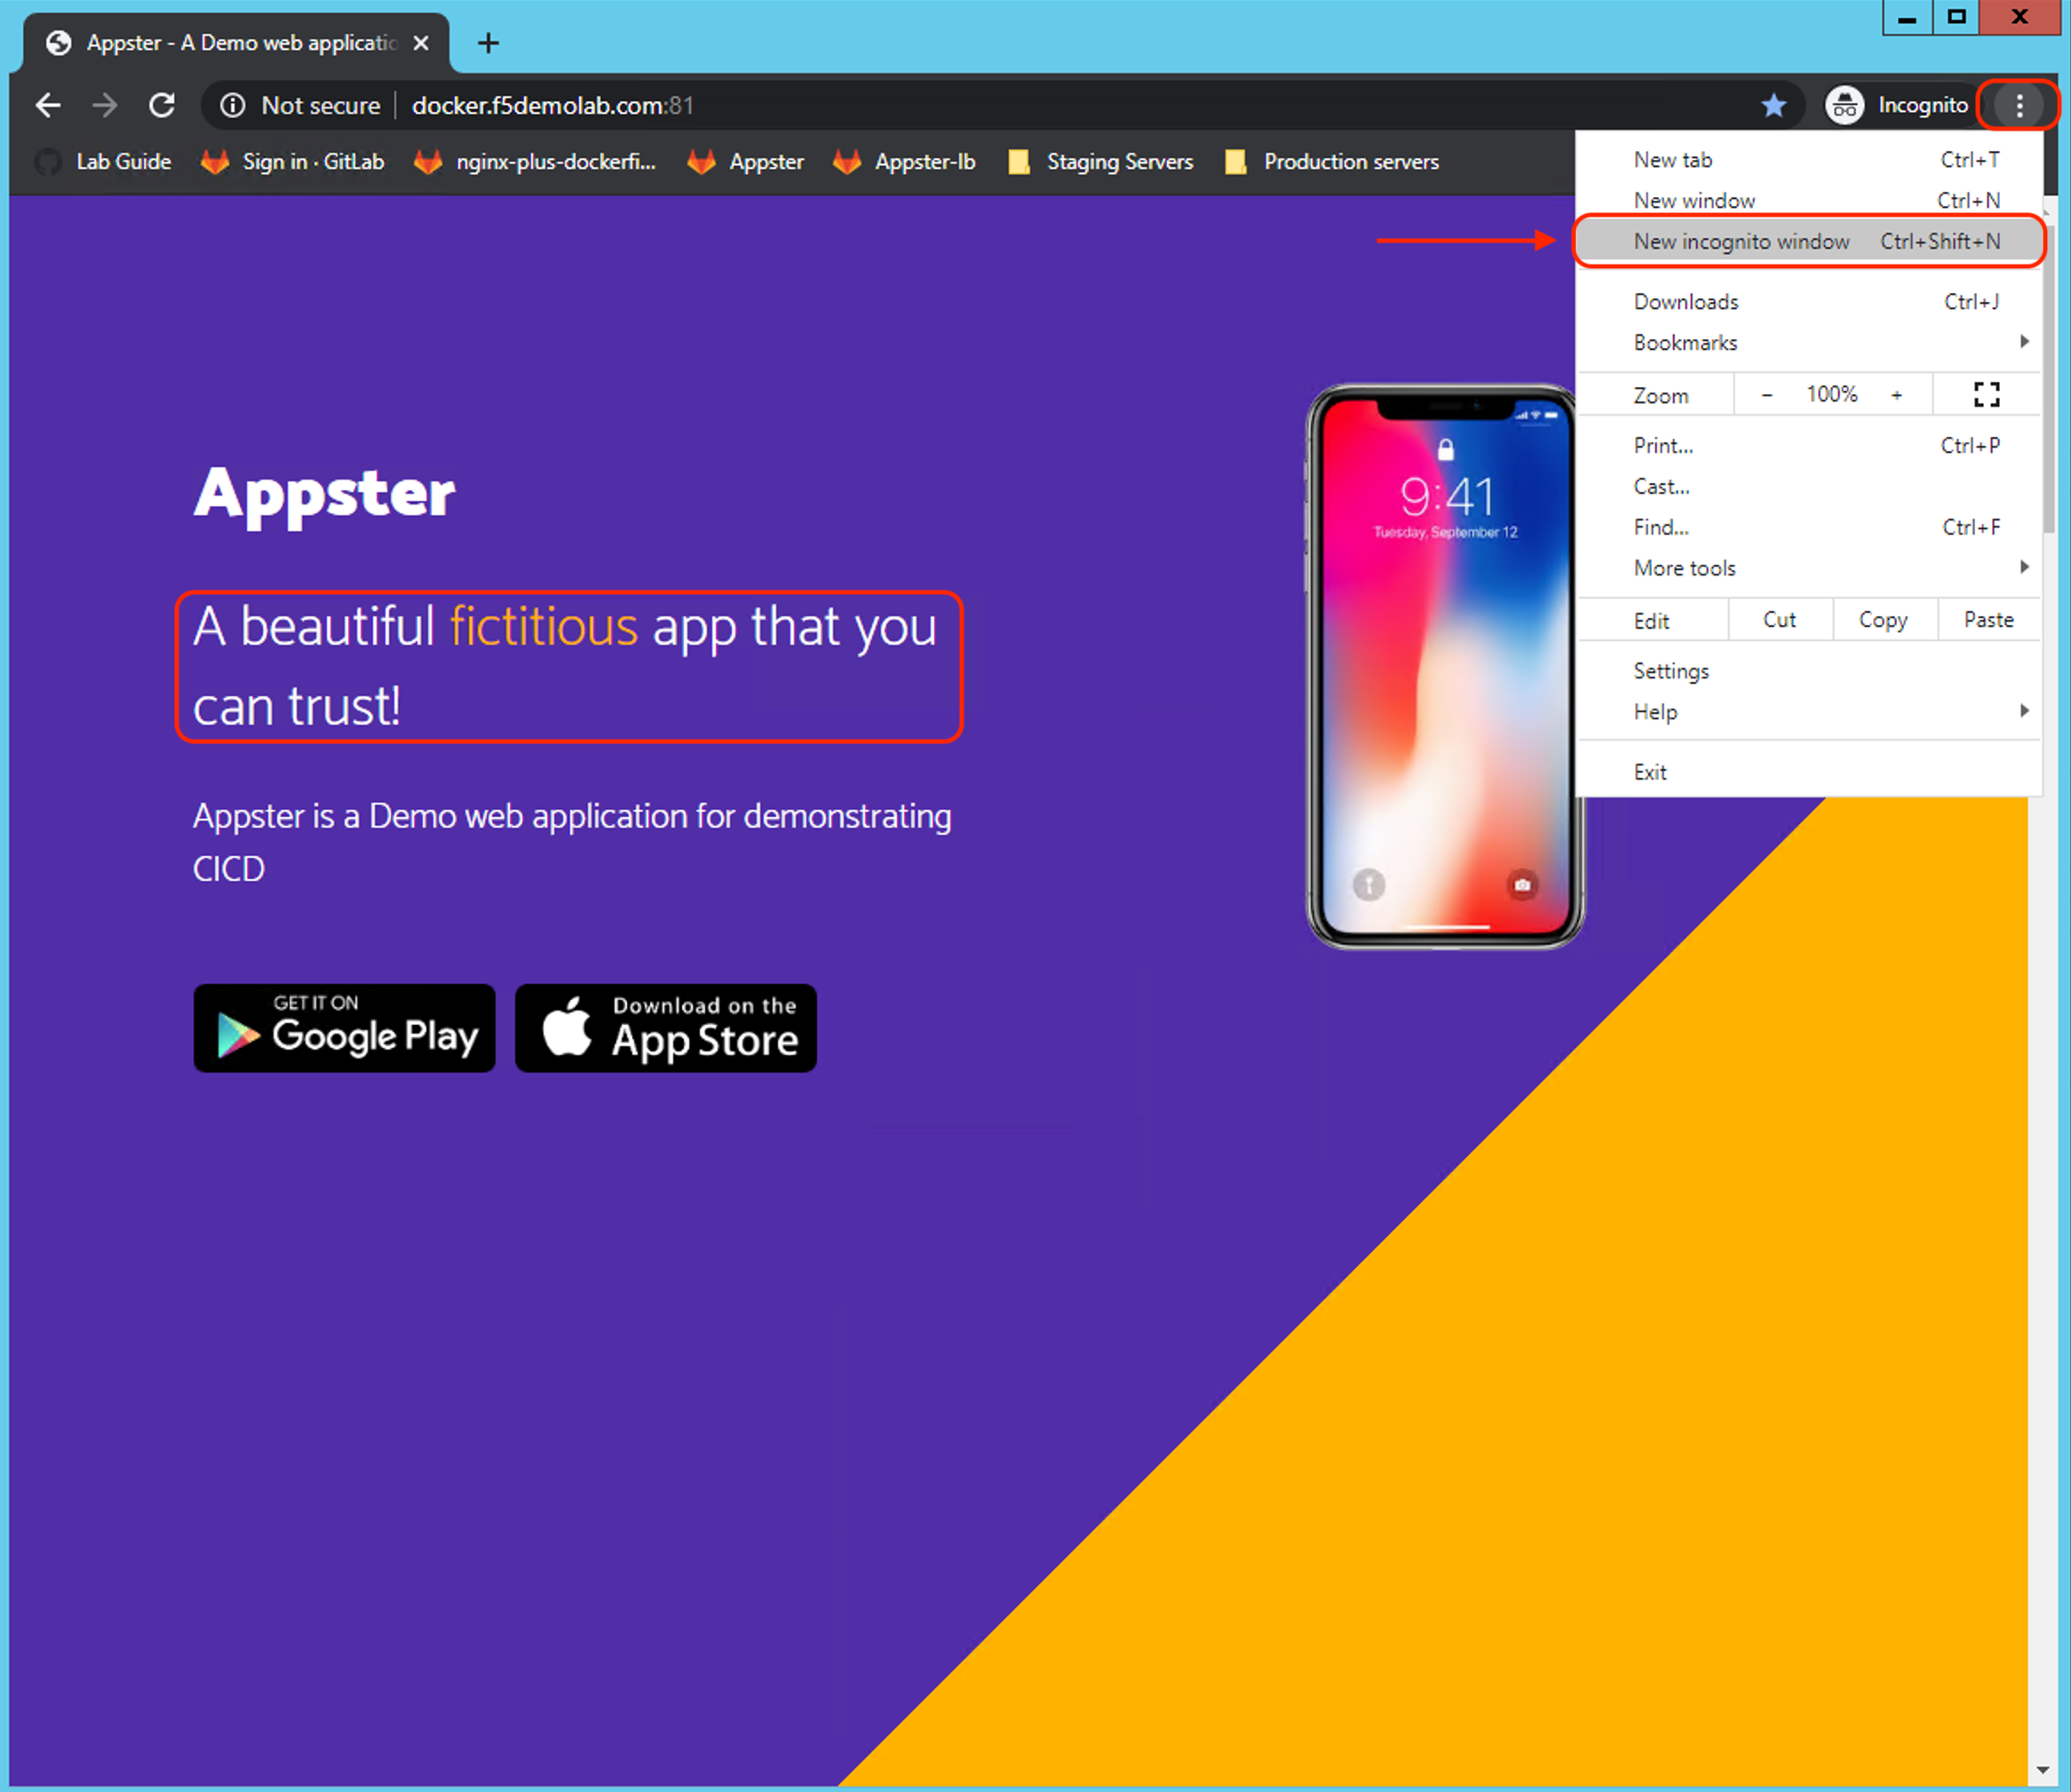 Appster - A Demo web applicatio
Not secure docker.f5demolab.com:81 Incognito
Lab Guide Sign in · GitLab nginx-plus-dockerfi... Appster Appster-lb Staging Servers Production servers
New tab Ctrl+T
New window Ctrl+N
New incognito window Ctrl+Shift+N
Downloads Ctrl+J
Bookmarks
Zoom - 100% +
Print... Ctrl+P
Cast...
Find... Ctrl+F
More tools
Edit Cut Copy Paste
Settings
Help
Exit
Appster
A beautiful fictitious app that you
can trust!
Appster is a Demo web application for demonstrating
CICD
GET IT ON
Google Play
Download on the
App Store
9:41
Tuesday, September 12